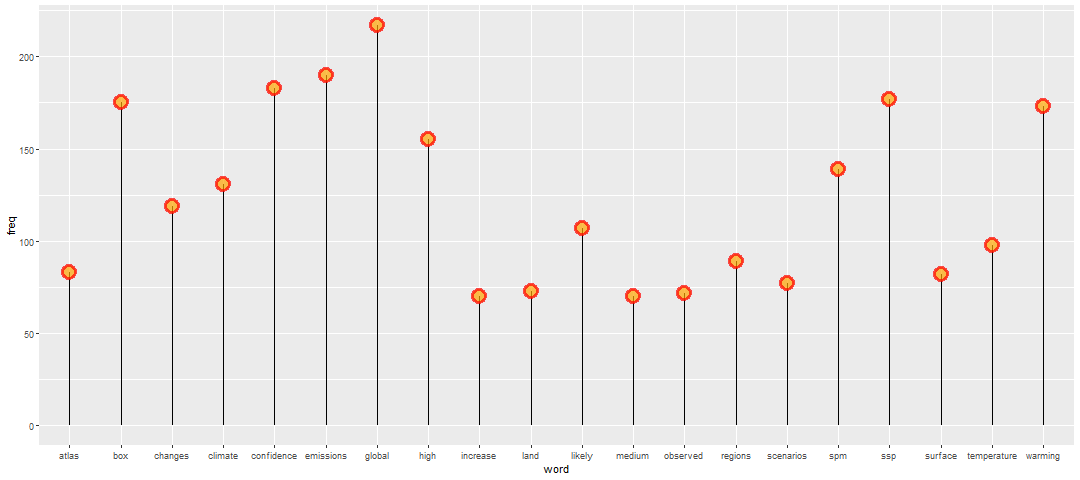 200
150
100
50
0
freq
atlas box changes climate confidence emissions global high increase land likely medium observed regions scenarios spm ssp surface temperature warming
word